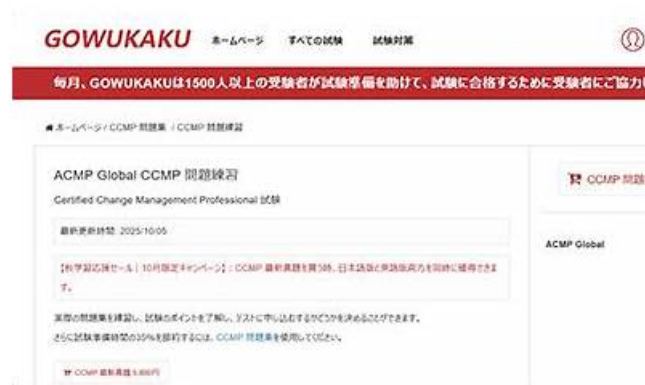 GOWUKAKU ホームページ すべての試験 試験対策
毎月、GOWUKAKUは1500人以上の受験者が試験準備を助けて、試験に合格するために受験者にご協力し
ホームページ / CCMP 問題集 / CCMP 問題練習
ACMP Global CCMP 問題練習
CCMP 問題
Certified Change Management Professional 試験
最新更新時間: 2025/10/05
ACMP Global
【秋学習応援セール｜10月限定キャンペーン】：CCMP 最新真題を買う時、日本語版と英語版両方を同時に獲得できま
す。
実際の問題集を練習し、試験のポイントを了解し、テストに申し込むするかどうかを決めることができます。
さらに試験準備時間の35%を節約するには、CCMP 問題集を使用してください。
CCMP 最新真題 5,800円